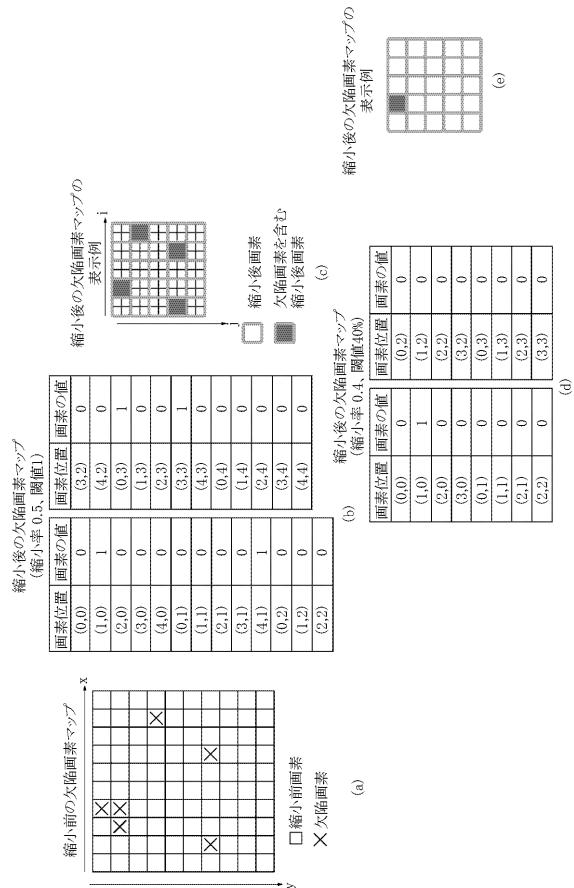 縮小前の欠陥画素マップ
x
y
□縮小前画素
×欠陥画素
(a)
縮小後の欠陥画素マップ
(縮小率 0.5、閾値1)
画素位置 画素の値 画素位置 画素の値
(0,0) 0 (3,2) 0
(1,0) 1 (4,2) 0
(2,0) 0 (0,3) 1
(3,0) 0 (1,3) 0
(4,0) 0 (2,3) 0
(0,1) 0 (3,3) 1
(1,1) 0 (4,3) 0
(2,1) 0 (0,4) 0
(3,1) 0 (1,4) 0
(4,1) 1 (2,4) 0
(0,2) 0 (3,4) 0
(1,2) 0 (4,4) 0
(2,2) 0
(b)
縮小後の欠陥画素マップの
表示例
i
j
縮小後画素
欠陥画素を含む
縮小後画素
(c)
縮小後の欠陥画素マップ
(縮小率 0.4、閾値40%)
画素位置 画素の値 画素位置 画素の値
(0,0) 0 (0,2) 0
(1,0) 1 (1,2) 0
(2,0) 0 (2,2) 0
(3,0) 0 (3,2) 0
(0,1) 0 (0,3) 0
(1,1) 0 (1,3) 0
(2,1) 0 (2,3) 0
(2,2) 0 (3,3) 0
(d)
縮小後の欠陥画素マップの
表示例
(e)